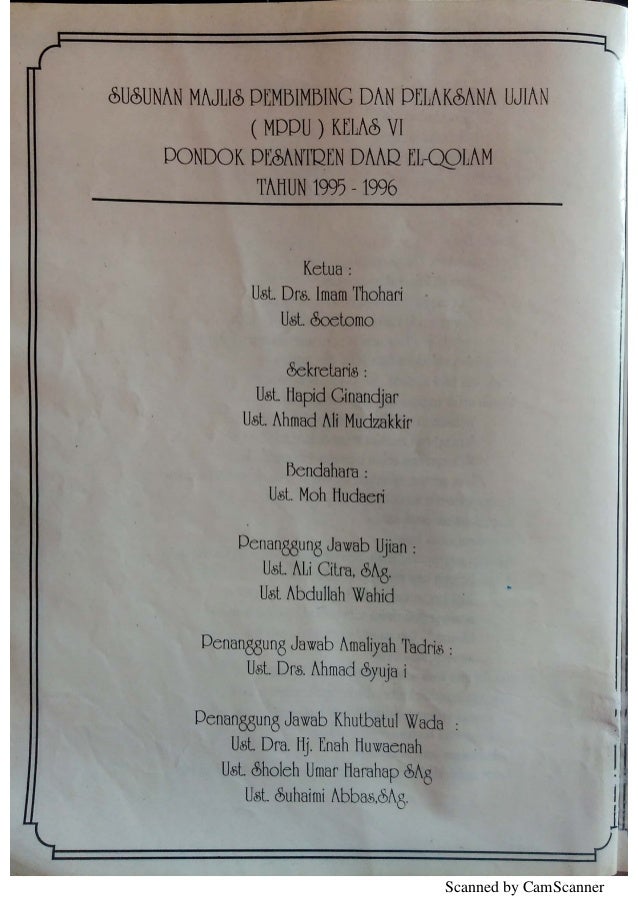 SUSUNAN MAJLIS PEMBIMBING DAN PELAKSANA UJIAN
( MPPU ) KELAS VI
PONDOK PESANTREN DAAR EL-QOLAM
TAHUN 1995 - 1996
Ketua :
Ust. Drs. Imam Thohari
Ust. Soetomo
Sekretaris :
Ust. Hapid Ginandjar
Ust. Ahmad Ali Mudzakkir
Bendahara :
Ust. Moh Hudaeri
Penanggung Jawab Ujian :
Ust. ALi Citra, SAg.
Ust Abdullah Wahid
Penanggung Jawab Amaliyah Tadris :
Ust. Drs. Ahmad Syuja i
Penanggung Jawab Khutbatul Wada :
Ust. Dra. Hj. Enah Huwaenah
Ust. Sholeh Umar Harahap SAg
Ust. Suhaimi Abbas,SAg.
Scanned by CamScanner